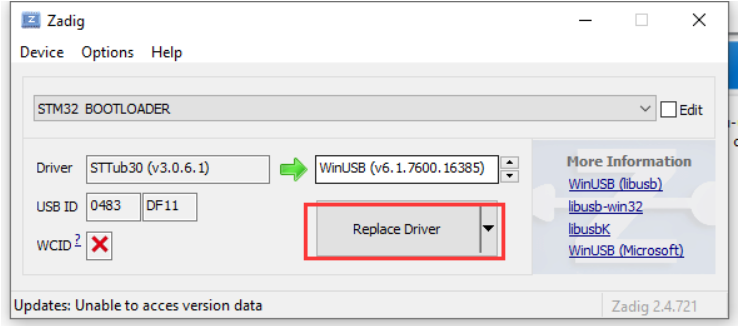 Zadig
Device Options Help
STM32 BOOTLOADER
Edit
Driver STTub30 (v3.0.6.1) WinUSB (v6.1.7600.16385)
USB ID 0483 DF11
WCID ?
Replace Driver
More Information
WinUSB (libusb)
libusb-win32
libusbK
WinUSB (Microsoft)
Updates: Unable to acces version data
Zadig 2.4.721